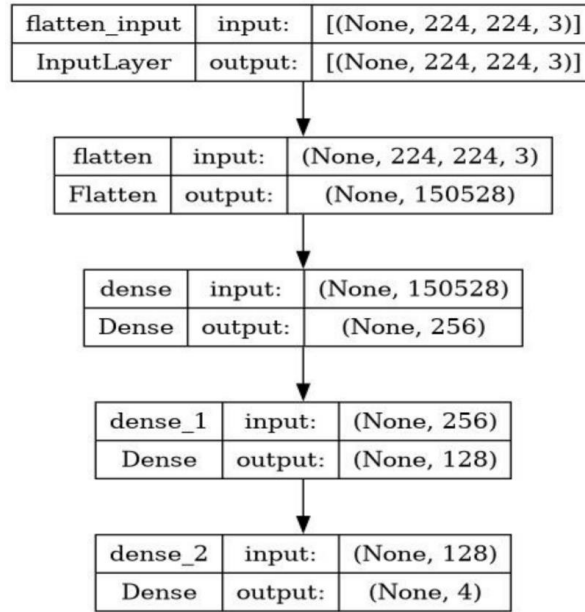 flatten_input input: [(None, 224, 224, 3)]
InputLayer output: [(None, 224, 224, 3)]
flatten input: (None, 224, 224, 3)
Flatten output: (None, 150528)
dense input: (None, 150528)
Dense output: (None, 256)
dense_1 input: (None, 256)
Dense output: (None, 128)
dense_2 input: (None, 128)
Dense output: (None, 4)